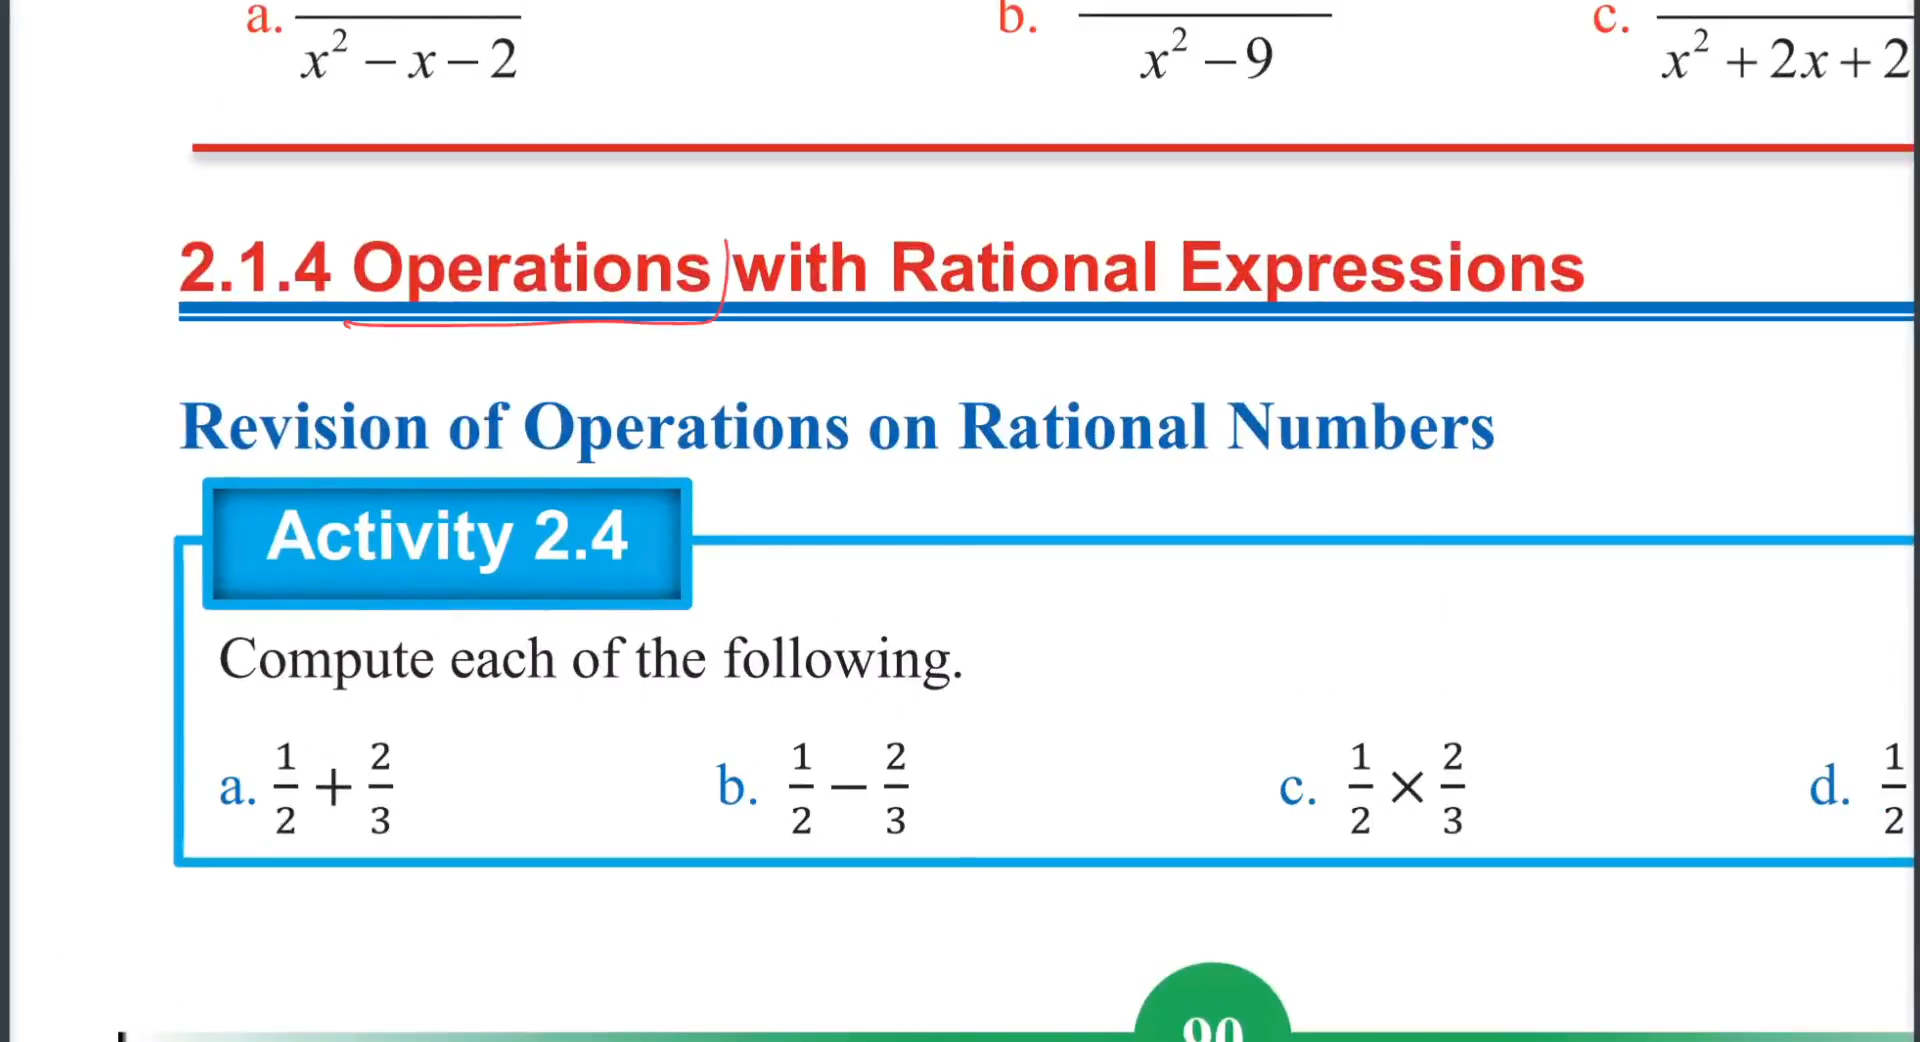 a. x² – x – 2 b. x² – 9 c. x² + 2x + 2
2.1.4 Operations with Rational Expressions
Revision of Operations on Rational Numbers
Activity 2.4
Compute each of the following.
a. 1/2 + 2/3 b. 1/2 − 2/3 c. 1/2 × 2/3 d. 1/2
90